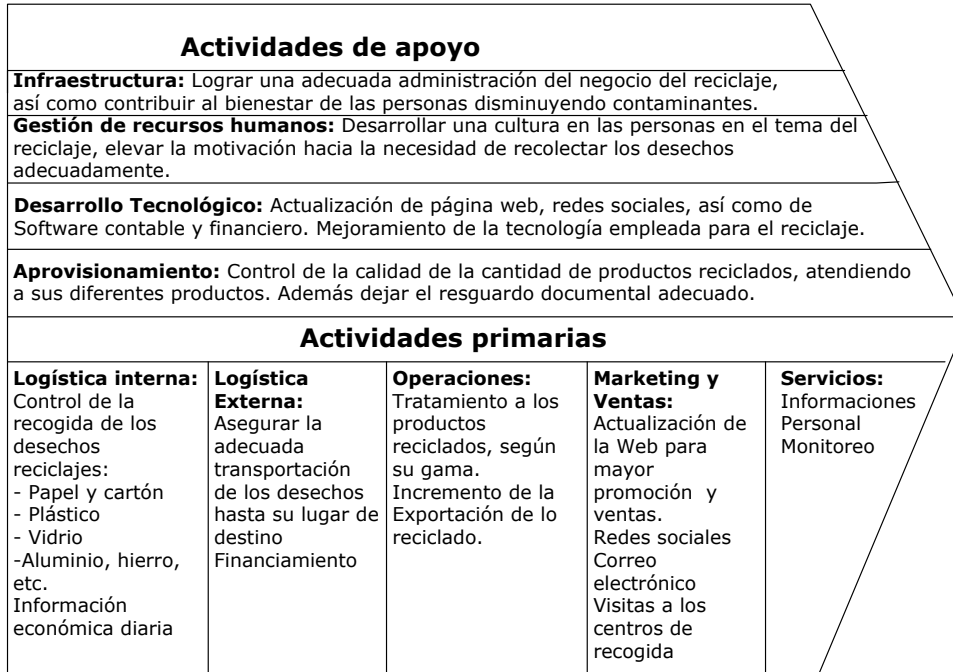 Actividades de apoyo
Infraestructura: Lograr una adecuada administración del negocio del reciclaje,
así como contribuir al bienestar de las personas disminuyendo contaminantes.
Gestión de recursos humanos: Desarrollar una cultura en las personas en el tema del
reciclaje, elevar la motivación hacia la necesidad de recolectar los desechos
adecuadamente.
Desarrollo Tecnológico: Actualización de página web, redes sociales, así como de
Software contable y financiero. Mejoramiento de la tecnología empleada para el reciclaje.
Aprovisionamiento: Control de la calidad de la cantidad de productos reciclados, atendiendo
a sus diferentes productos. Además dejar el resguardo documental adecuado.
Actividades primarias
Logística interna:
Control de la
recogida de los
desechos
reciclajes:
- Papel y cartón
- Plástico
- Vidrio
-Aluminio, hierro,
etc.
Información
económica diaria
Logística
Externa:
Asegurar la
adecuada
transportación
de los desechos
hasta su lugar de
destino
Financiamiento
Operaciones:
Tratamiento a los
productos
reciclados, según
su gama.
Incremento de la
Exportación de lo
reciclado.
Marketing y
Ventas:
Actualización de
la Web para
mayor
promoción y
ventas.
Redes sociales
Correo
electrónico
Visitas a los
centros de
recogida
Servicios:
Informaciones
Personal
Monitoreo